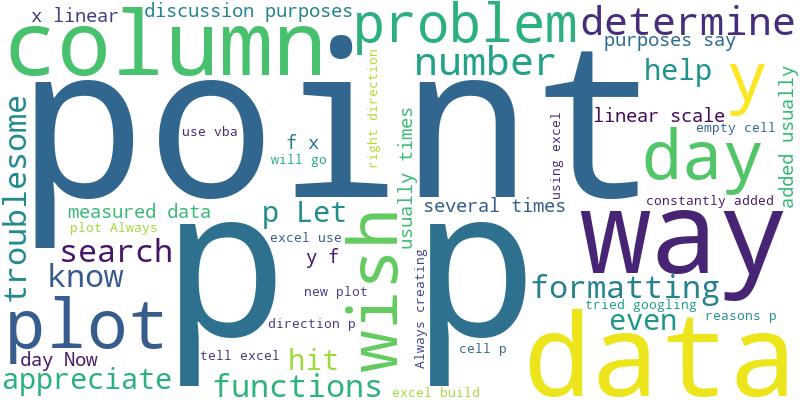 x linear
discussion purposes
column
problem
determine
purposes say
number
help
y
point
right direction
use vba
f x
will go
linear scale
empty cell
added usually
troublesome
day
using excel
usually times
constantly added
measured data
p Let
several times
way
plot Always
p p
wish
search
excel use
y f
know
Always creating
formatting
new plot
tried googling
plot
direction p
even
reasons p
data
day Now
tell excel
hit
cell p
appreciate
functions
excel build